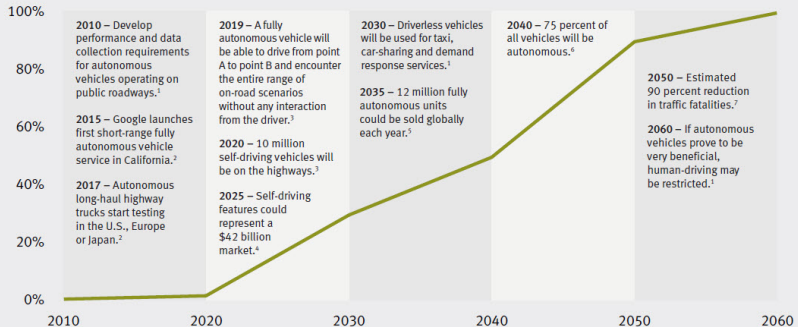 100%
80%
60%
40%
20%
0%
2010 – Develop
performance and data
collection requirements
for autonomous
vehicles operating on
public roadways.¹
2015 – Google launches
first short-range fully
autonomous vehicle
service in California.²
2017 – Autonomous
long-haul highway
trucks start testing
in the U.S., Europe
or Japan.²
2019 – A fully
autonomous vehicle will
be able to drive from point
A to point B and encounter
the entire range of
on-road scenarios
without any interaction
from the driver.³
2020 – 10 million
self-driving vehicles will
be on the highways.³
2025 – Self-driving
features could
represent a
$42 billion
market.⁴
2030 – Driverless vehicles
will be used for taxi,
car-sharing and demand
response services.¹
2035 – 12 million fully
autonomous units
could be sold globally
each year.⁵
2040 – 75 percent of
all vehicles will be
autonomous.⁶
2050 – Estimated
90 percent reduction
in traffic fatalities.⁷
2060 – If autonomous
vehicles prove to be
very beneficial,
human-driving may
be restricted.¹
2010 2020 2030 2040 2050 2060